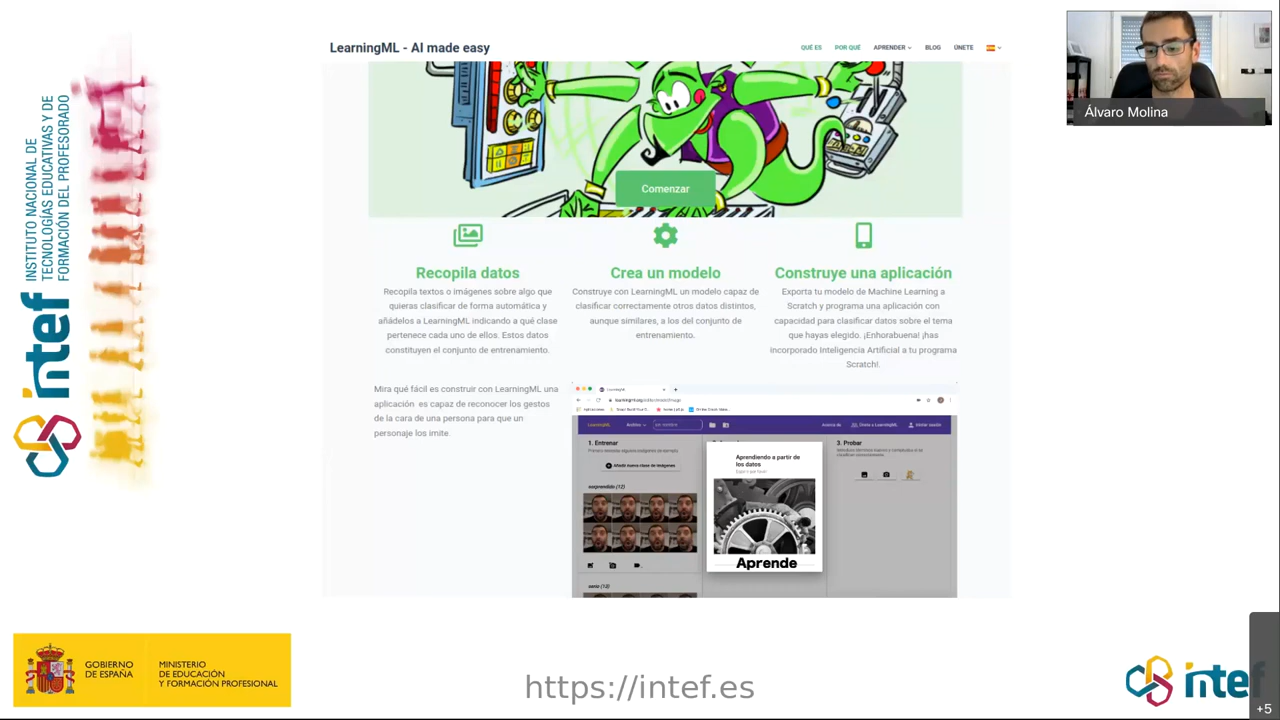 INSTITUTO NACIONAL DE
TECNOLOGÍAS EDUCATIVAS Y DE
FORMACIÓN DEL PROFESORADO
intef
LearningML - AI made easy
QUÉ ES
POR QUÉ
APRENDER
BLOG
ÚNETE
Álvaro Molina
Comenzar
Recopila datos
Recopila textos o imágenes sobre algo que
quieras clasificar de forma automática y
añádelos a LearningML indicando a qué clase
pertenece cada uno de ellos. Estos datos
constituyen el conjunto de entrenamiento.
Crea un modelo
Construye con LearningML un modelo capaz de
clasificar correctamente otros datos distintos,
aunque similares, a los del conjunto de
entrenamiento.
Construye una aplicación
Exporta tu modelo de Machine Learning a
Scratch y programa una aplicación con
capacidad para clasificar datos sobre el tema
que hayas elegido. ¡Enhorabuena! ¡has
incorporado Inteligencia Artificial a tu programa
Scratch!.
Mira qué fácil es construir con LearningML una
aplicación es capaz de reconocer los gestos
de la cara de una persona para que un
personaje los imite.
LearningML
1. Entrenar
Añadir nueva clase de imágenes
sorprendido (12)
serio (12)
Aprendiendo a partir de
los datos
Aprende
3. Probar
GOBIERNO
DE ESPAÑA
MINISTERIO
DE EDUCACIÓN
Y FORMACIÓN PROFESIONAL
https://intef.es
intef
+5